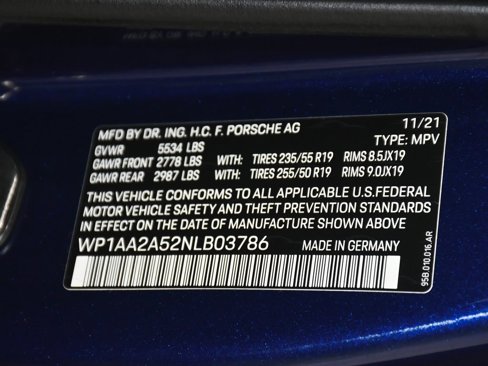 MFD BY DR. ING. H.C. F. PORSCHE AG 11/21
GVWR 5534 LBS TYPE: MPV
GAWR FRONT 2778 LBS WITH: TIRES 235/55 R19 RIMS 8.5JX19
GAWR REAR 2987 LBS WITH: TIRES 255/50 R19 RIMS 9.0JX19
THIS VEHICLE CONFORMS TO ALL APPLICABLE U.S.FEDERAL
MOTOR VEHICLE SAFETY AND THEFT PREVENTION STANDARDS
IN EFFECT ON THE DATE OF MANUFACTURE SHOWN ABOVE
WP1AA2A52NLB03786 MADE IN GERMANY
95B.010.016.AR